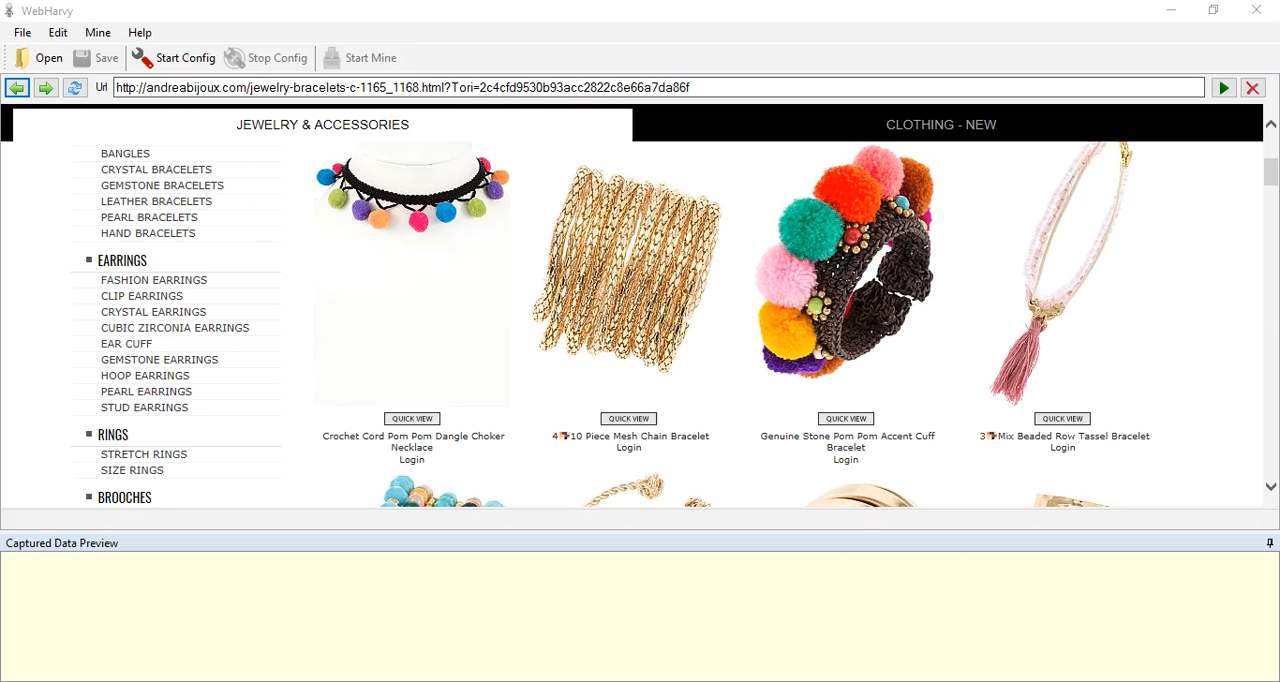 WebHarvy
File Edit Mine Help
Open Save Start Config Stop Config Start Mine
Url http://andreabijoux.com/jewelry-bracelets-c-1165_1168.html?Tori=2c4cfd9530b93acc2822c8e66a7da86f
JEWELRY & ACCESSORIES CLOTHING - NEW
BANGLES
CRYSTAL BRACELETS
GEMSTONE BRACELETS
LEATHER BRACELETS
PEARL BRACELETS
HAND BRACELETS
EARRINGS
FASHION EARRINGS
CLIP EARRINGS
CRYSTAL EARRINGS
CUBIC ZIRCONIA EARRINGS
EAR CUFF
GEMSTONE EARRINGS
HOOP EARRINGS
PEARL EARRINGS
STUD EARRINGS
RINGS
STRETCH RINGS
SIZE RINGS
BROOCHES
QUICK VIEW
Crochet Cord Pom Pom Dangle Choker
Necklace
Login
QUICK VIEW
4 10 Piece Mesh Chain Bracelet
Login
QUICK VIEW
Genuine Stone Pom Pom Accent Cuff
Bracelet
Login
QUICK VIEW
3 Mix Beaded Row Tassel Bracelet
Login
Captured Data Preview